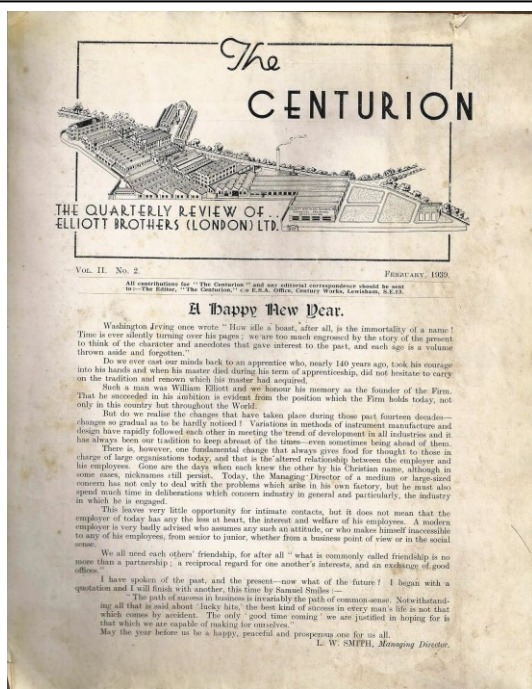 The
CENTURION
THE QUARTERLY REVIEW OF..
ELLIOTT BROTHERS (LONDON) LTD.
VOL. II. No. 2. FEBRUARY, 1939.
All contributions for "The Centurion" and any editorial correspondence should be sent
to:—The Editor, "The Centurion," c/o E.S.A. Office, Century Works, Lewisham, S.E.13.
A Happy New Year.
Washington Irving once wrote "How idle a boast, after all, is the immortality of a name!
Time is ever silently turning over his pages; we are too much engrossed by the story of the present
to think of the character and anecdotes that gave interest to the past, and each age is a volume
thrown aside and forgotten."
Do we ever cast our minds back to an apprentice who, nearly 140 years ago, took his courage
into his hands and when his master died during his term of apprenticeship, did not hesitate to carry
on the tradition and renown which his master had acquired.
Such a man was William Elliott and we honour his memory as the founder of the Firm.
That he succeeded in his ambition is evident from the position which the Firm holds today, not
only in this country but throughout the World.
But do we realise the changes that have taken place during those past fourteen decades—
changes so gradual as to be hardly noticed! Variations in methods of instrument manufacture and
design have rapidly followed each other in meeting the trend of development in all industries and it
has always been our tradition to keep abreast of the times—even sometimes being ahead of them.
There is, however, one fundamental change that always gives food for thought to those in
charge of large organisations today, and that is the altered relationship between the employer and
his employees. Gone are the days when each knew the other by his Christian name, although in
some cases, nicknames still persist. Today, the Managing Director of a medium or large-sized
concern has not only to deal with the problems which arise in his own factory, but he must also
spend much time in deliberations which concern industry in general and particularly, the industry
in which he is engaged.
This leaves very little opportunity for intimate contacts, but it does not mean that the
employer of today has any the less at heart, the interest and welfare of his employees. A modern
employer is very badly advised who assumes any such an attitude, or who makes himself inaccessible
to any of his employees, from senior to junior, whether from a business point of view or in the social
sense.
We all need each others' friendship, for after all "what is commonly called friendship is no
more than a partnership; a reciprocal regard for one another's interests, and an exchange of good
offices."
I have spoken of the past, and the present—now what of the future! I began with a
quotation and I will finish with another, this time by Samuel Smiles:—
"The path of success in business is invariably the path of common-sense. Notwithstand-
ing all that is said about 'lucky hits,' the best kind of success in every man's life is not that
which comes by accident. The only 'good time coming' we are justified in hoping for is
that which we are capable of making for ourselves."
May the year before us be a happy, peaceful and prosperous one for us all.
L. W. SMITH, Managing Director.